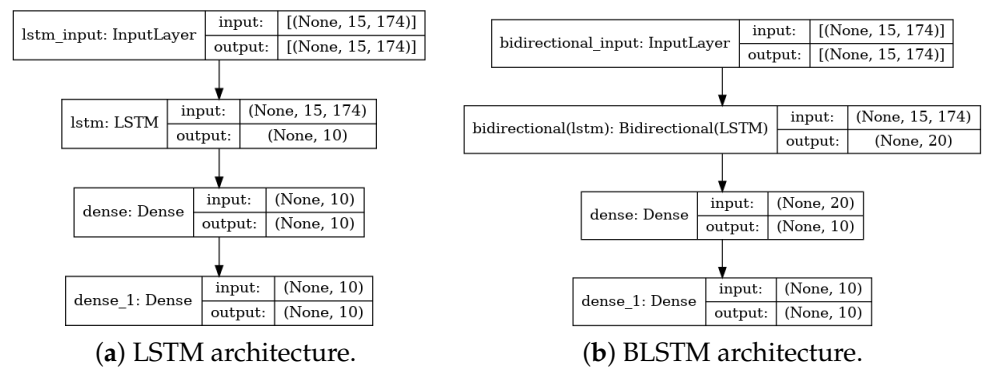 lstm_input: InputLayer input: [(None, 15, 174)]
output: [(None, 15, 174)]
lstm: LSTM input: (None, 15, 174)
output: (None, 10)
dense: Dense input: (None, 10)
output: (None, 10)
dense_1: Dense input: (None, 10)
output: (None, 10)
(a) LSTM architecture.
bidirectional_input: InputLayer input: [(None, 15, 174)]
output: [(None, 15, 174)]
bidirectional(lstm): Bidirectional(LSTM) input: (None, 15, 174)
output: (None, 20)
dense: Dense input: (None, 20)
output: (None, 10)
dense_1: Dense input: (None, 10)
output: (None, 10)
(b) BLSTM architecture.